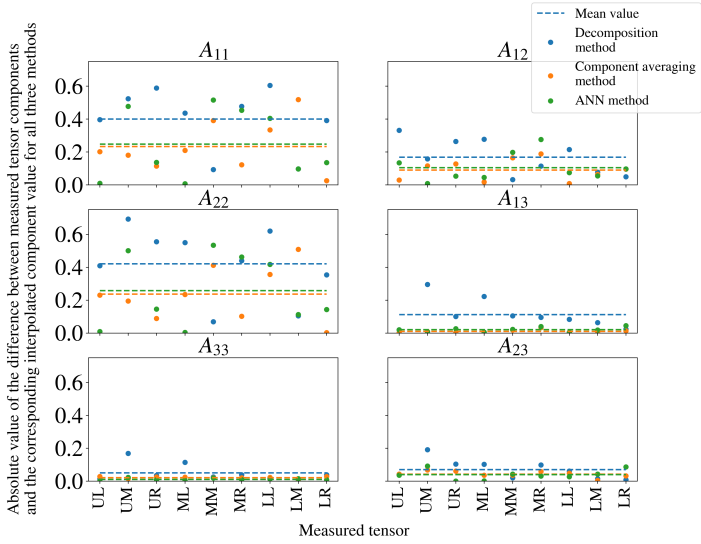 Mean value
Decomposition
method
Component averaging
method
ANN method
Absolute value of the difference between measured tensor components
and the corresponding interpolated component value for all three methods
A11
A12
0.6
0.4
0.2
0.0
A22
A13
0.6
0.4
0.2
0.0
A33
A23
0.6
0.4
0.2
0.0
UL UM UR ML MM MR LL LM LR UL UM UR ML MM MR LL LM LR
Measured tensor